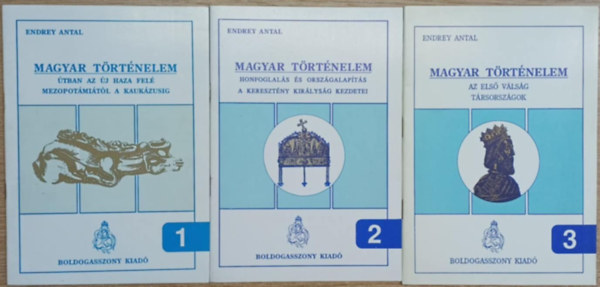 ENDREY ANTAL
MAGYAR TÖRTÉNELEM
ÚTBAN AZ ÚJ HAZA FELÉ
MEZOPOTÁMIÁTÓL A KAUKÁZUSIG
1
BOLDOGASSZONY KIADÓ
ENDREY ANTAL
MAGYAR TÖRTÉNELEM
HONFOGLALÁS ÉS ORSZÁGALAPÍTÁS
A KERESZTÉNY KIRÁLYSÁG KEZDETEI
2
BOLDOGASSZONY KIADÓ
ENDREY ANTAL
MAGYAR TÖRTÉNELEM
AZ ELSŐ VÁLSÁG
TÁRSORSZÁGOK
3
BOLDOGASSZONY KIADÓ